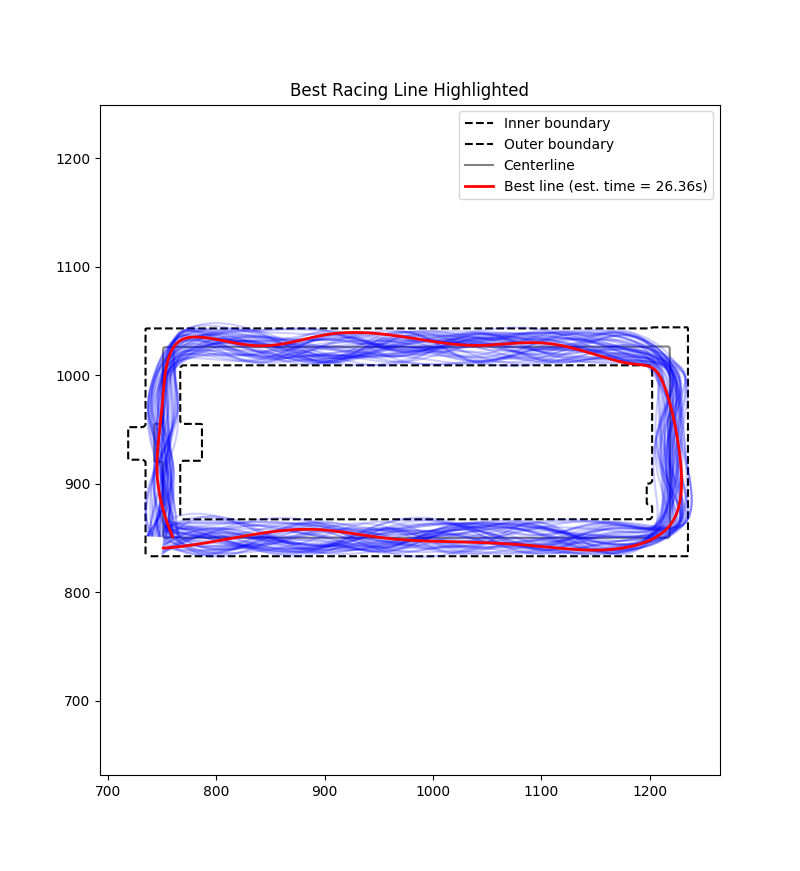 Best Racing Line Highlighted
Inner boundary
Outer boundary
Centerline
Best line (est. time = 26.36s)
1200
1100
1000
900
800
700
700 800 900 1000 1100 1200